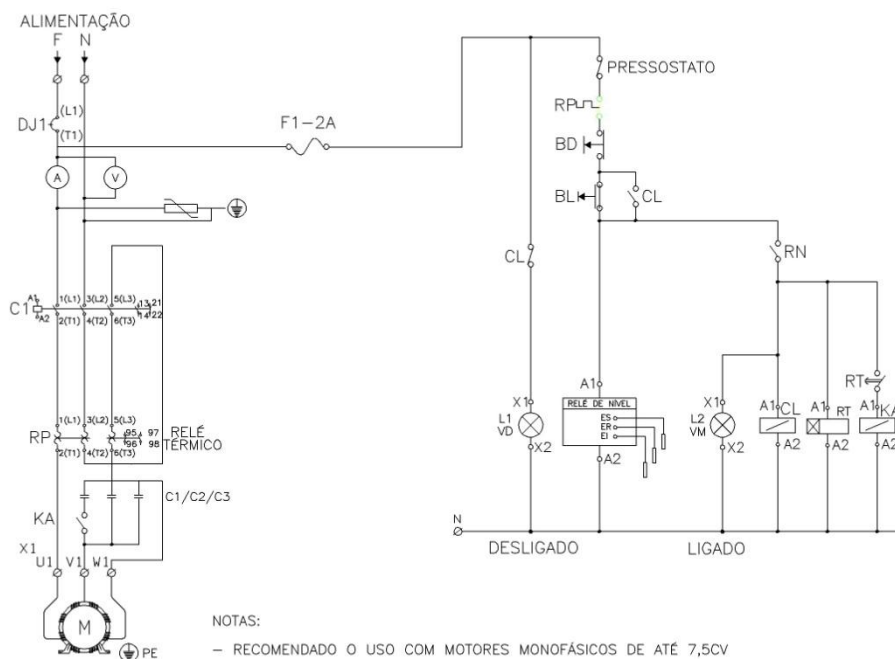 ALIMENTAÇÃO
F N
DJ1
(L1)
(T1)
A V
F1-2A
C1
A1
A2
1(L1) 3(L2) 5(L3) 13 21
2(T1) 4(T2) 6(T3) 14 22
RP
1(L1) 3(L2) 5(L3) 95 97
2(T1) 4(T2) 6(T3) 96 98
RELÉ
TÉRMICO
C1/C2/C3
KA
X1
U1 V1 W1
M
PE
PRESSOSTATO
RP
BD
BL CL
CL
RN
RT
X1
L1
VD
X2
A1
RELÉ DE NÍVEL
ES
ER
EI
A2
X1
L2
VM
X2
A1 CL
A2
A1 RT
A2
A1 KA
A2
N
DESLIGADO LIGADO
NOTAS:
– RECOMENDADO O USO COM MOTORES MONOFÁSICOS DE ATÉ 7,5CV